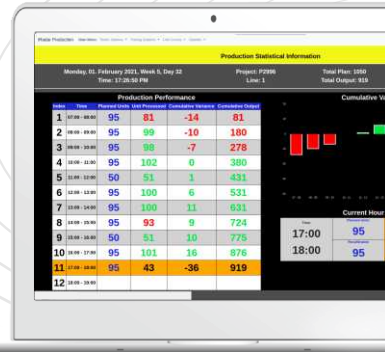 Production Statistical Information
Monday, 01. February 2021, Week 5, Day 32
Time: 17:26:50 PM
Project: P2996
Line: 1
Total Plan: 1050
Total Output: 919
Production Performance
Index Time Planned Units Unit Processed Cumulative Variance Cumulative Output
1 07:00 - 08:00 95 81 -14 81
2 08:00 - 09:00 95 99 -10 180
3 09:00 - 10:00 95 98 -7 278
4 10:00 - 11:00 95 102 0 380
5 11:00 - 12:00 50 51 1 431
6 12:00 - 13:00 95 100 6 531
7 13:00 - 14:00 95 100 11 631
8 14:00 - 15:00 95 93 9 724
9 15:00 - 16:00 50 51 10 775
10 16:00 - 17:00 95 101 16 876
11 17:00 - 18:00 95 43 -36 919
12 18:00 - 19:00
Cumulative Va
Current Hour
Time
17:00
18:00
95
95